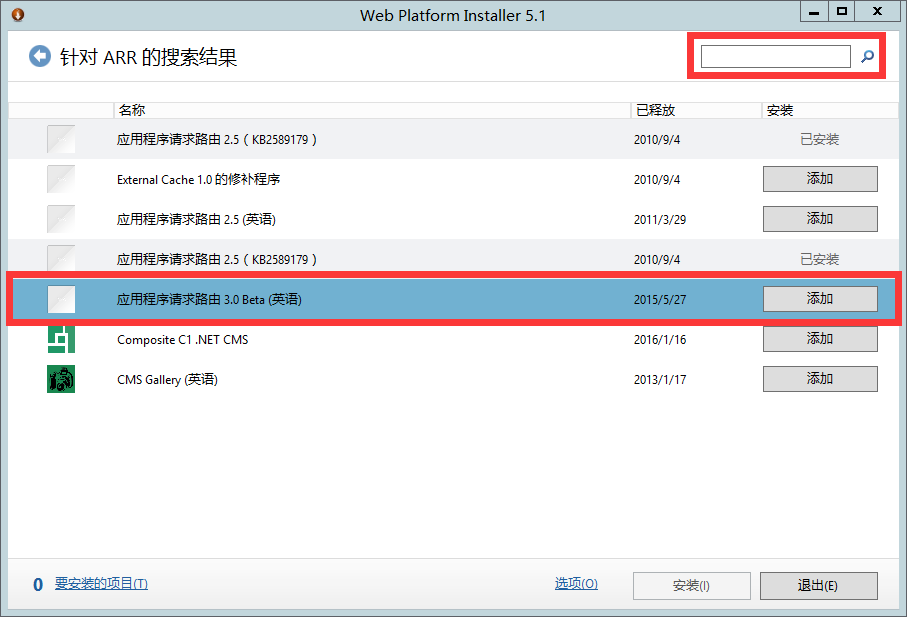 Web Platform Installer 5.1
针对 ARR 的搜索结果
名称 已释放 安装
应用程序请求路由 2.5（KB2589179） 2010/9/4 已安装
External Cache 1.0 的修补程序 2010/9/4 添加
应用程序请求路由 2.5 (英语) 2011/3/29 添加
应用程序请求路由 2.5（KB2589179） 2010/9/4 已安装
应用程序请求路由 3.0 Beta (英语) 2015/5/27 添加
Composite C1 .NET CMS 2016/1/16 添加
CMS Gallery (英语) 2013/1/17 添加
0 要安装的项目(T) 选项(O) 安装(I) 退出(E)